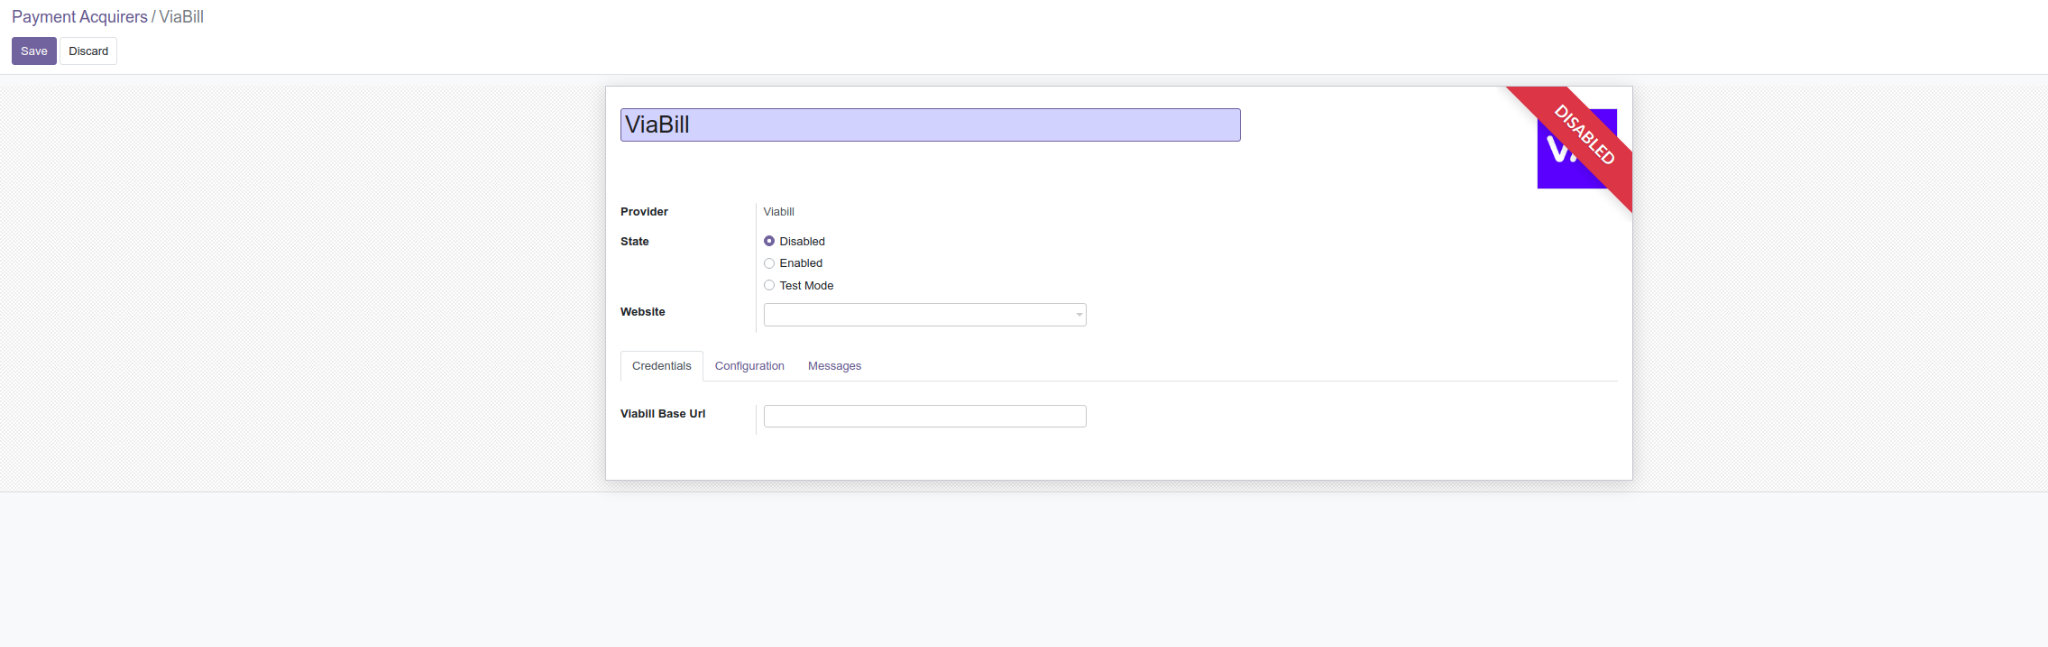 Payment Acquirers / ViaBill
Save Discard
ViaBill
DISABLED
Provider Viabill
State Disabled
Enabled
Test Mode
Website
Credentials Configuration Messages
Viabill Base Url